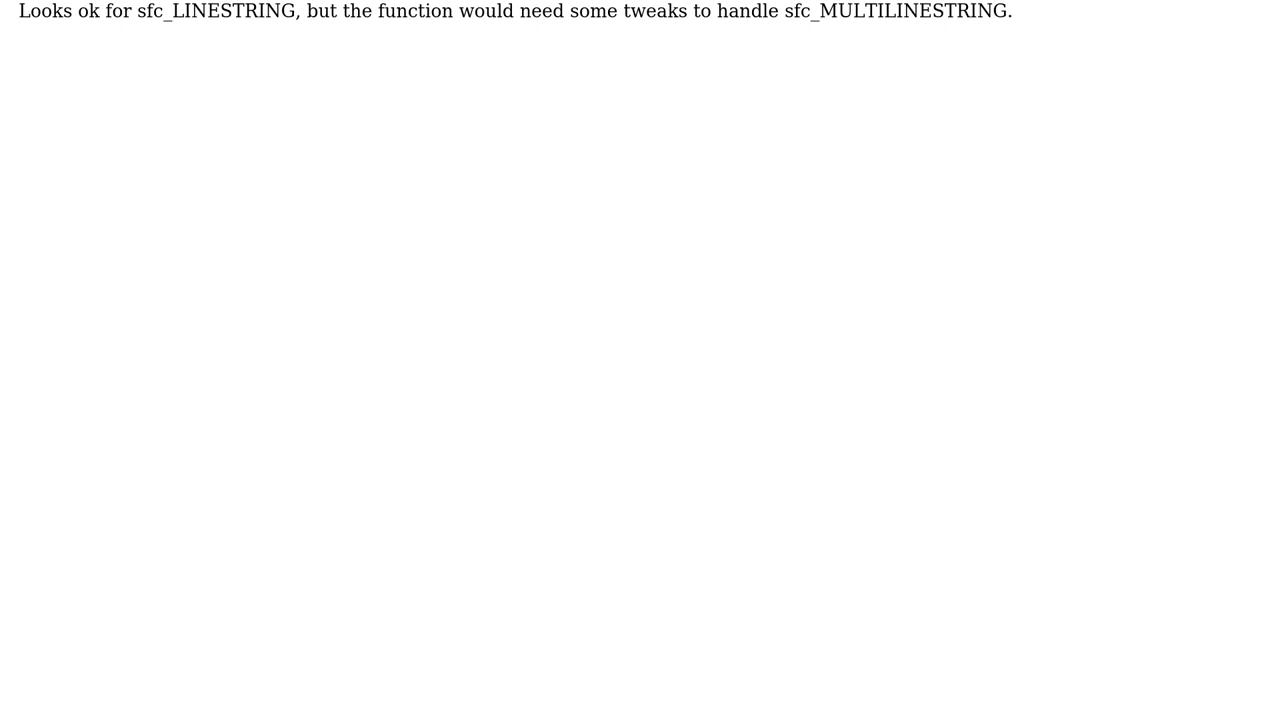 Looks ok for sfc_LINESTRING, but the function would need some tweaks to handle sfc_MULTILINESTRING.